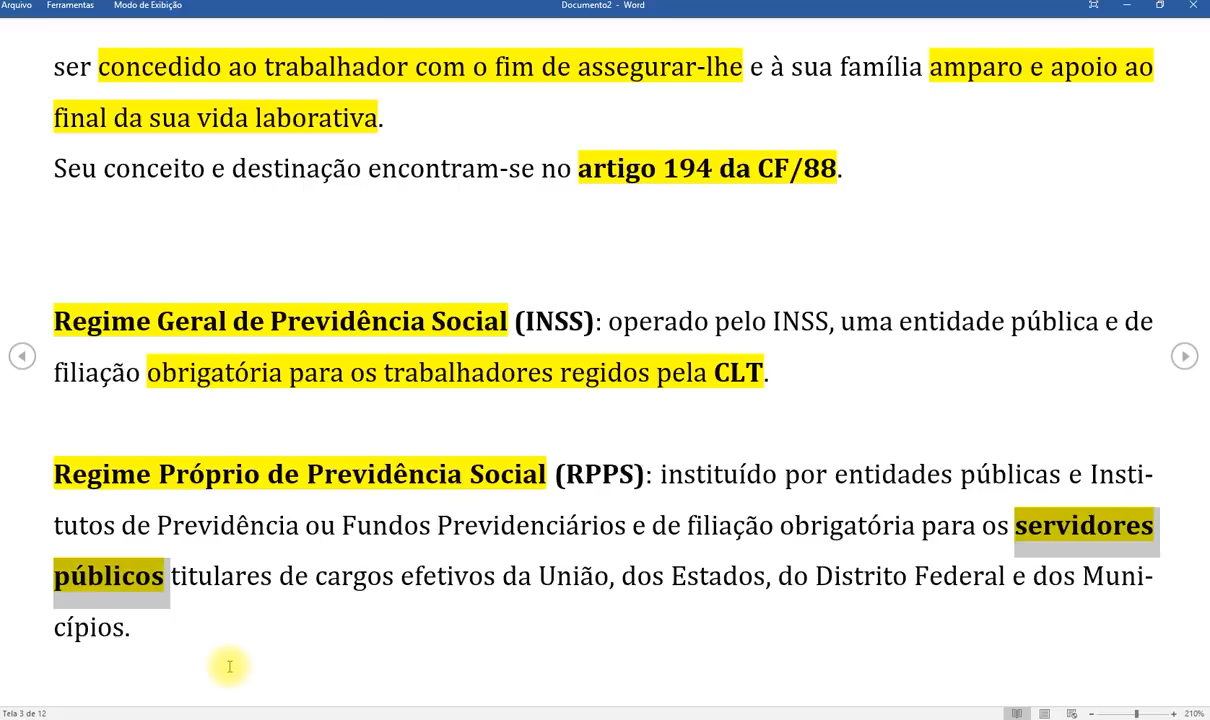 Arquivo Ferramentas Modo de Exibição Documento2 - Word
ser concedido ao trabalhador com o fim de assegurar-lhe e à sua família amparo e apoio ao
final da sua vida laborativa.
Seu conceito e destinação encontram-se no artigo 194 da CF/88.
Regime Geral de Previdência Social (INSS): operado pelo INSS, uma entidade pública e de
filiação obrigatória para os trabalhadores regidos pela CLT.
Regime Próprio de Previdência Social (RPPS): instituído por entidades públicas e Insti-
tutos de Previdência ou Fundos Previdenciários e de filiação obrigatória para os servidores
públicos titulares de cargos efetivos da União, dos Estados, do Distrito Federal e dos Muni-
cípios.
Tela 3 de 12 210%